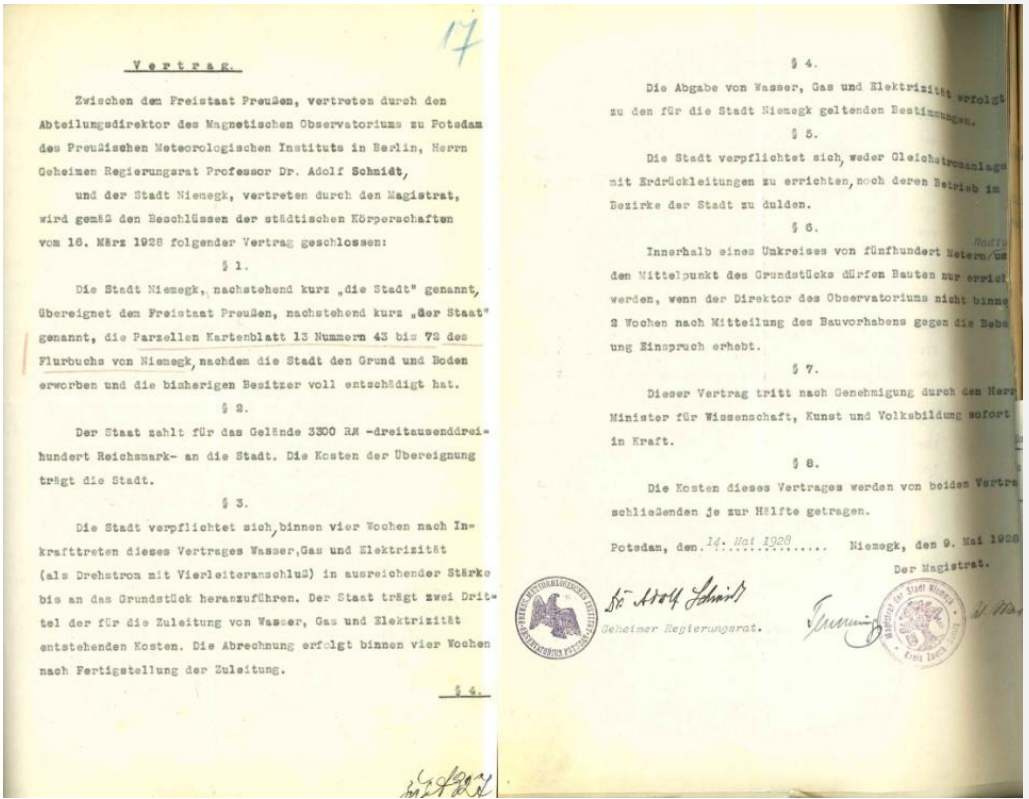 17
Vertrag.
Zwischen dem Freistaat Preußen, vertreten durch den
Abteilungsdirektor des Magnetischen Observatoriums zu Potsdam
des Preußischen Meteorologischen Instituts in Berlin, Herrn
Geheimen Regierungsrat Professor Dr. Adolf Schmidt,
und der Stadt Niemegk, vertreten durch den Magistrat,
wird gemäß den Beschlüssen der städtischen Körperschaften
vom 16. März 1928 folgender Vertrag geschlossen:
§ 1.
Die Stadt Niemegk, nachstehend kurz „die Stadt" genannt,
übereignet dem Freistaat Preußen, nachstehend kurz „der Staat"
genannt, die Parzellen Kartenblatt 13 Nummern 43 bis 72 des
Flurbuchs von Niemegk, nachdem die Stadt den Grund und Boden
erworben und die bisherigen Besitzer voll entschädigt hat.
§ 2.
Der Staat zahlt für das Gelände 3300 RM -dreitausenddrei=
hundert Reichsmark- an die Stadt. Die Kosten der Übereignung
trägt die Stadt.
§ 3.
Die Stadt verpflichtet sich, binnen vier Wochen nach In=
krafttreten dieses Vertrages Wasser, Gas und Elektrizität
(als Drehstrom mit Vierleiteranschluß) in ausreichender Stärke
bis an das Grundstück heranzuführen. Der Staat trägt zwei Drit=
tel der für die Zuleitung von Wasser, Gas und Elektrizität
entstehenden Kosten. Die Abrechnung erfolgt binnen vier Wochen
nach Fertigstellung der Zuleitung.
§ 4.
§ 4.
Die Abgabe von Wasser, Gas und Elektrizität erfolgt
zu den für die Stadt Niemegk geltenden Bestimmungen.
§ 5.
Die Stadt verpflichtet sich, weder Gleichstromanlage
mit Erdrückleitungen zu errichten, noch deren Betrieb im
Bezirke der Stadt zu dulden.
§ 6.
Innerhalb eines Umkreises von fünfhundert Metern/um
den Mittelpunkt des Grundstücks dürfen Bauten nur errich
werden, wenn der Direktor des Observatoriums nicht binne
2 Wochen nach Mitteilung des Bauvorhabens gegen die Beba
ung Einspruch erhebt.
§ 7.
Dieser Vertrag tritt nach Genehmigung durch den Herr
Minister für Wissenschaft, Kunst und Volksbildung sofort
in Kraft.
§ 8.
Die Kosten dieses Vertrages werden von beiden Vertra
schließenden je zur Hälfte getragen.
Potsdam, den 14. Mai 1928 Niemegk, den 9. Mai 1928
Der Magistrat.
Dr Adolf Schmidt
Geheimer Regierungsrat.
Magistrat der Stadt Niemegk